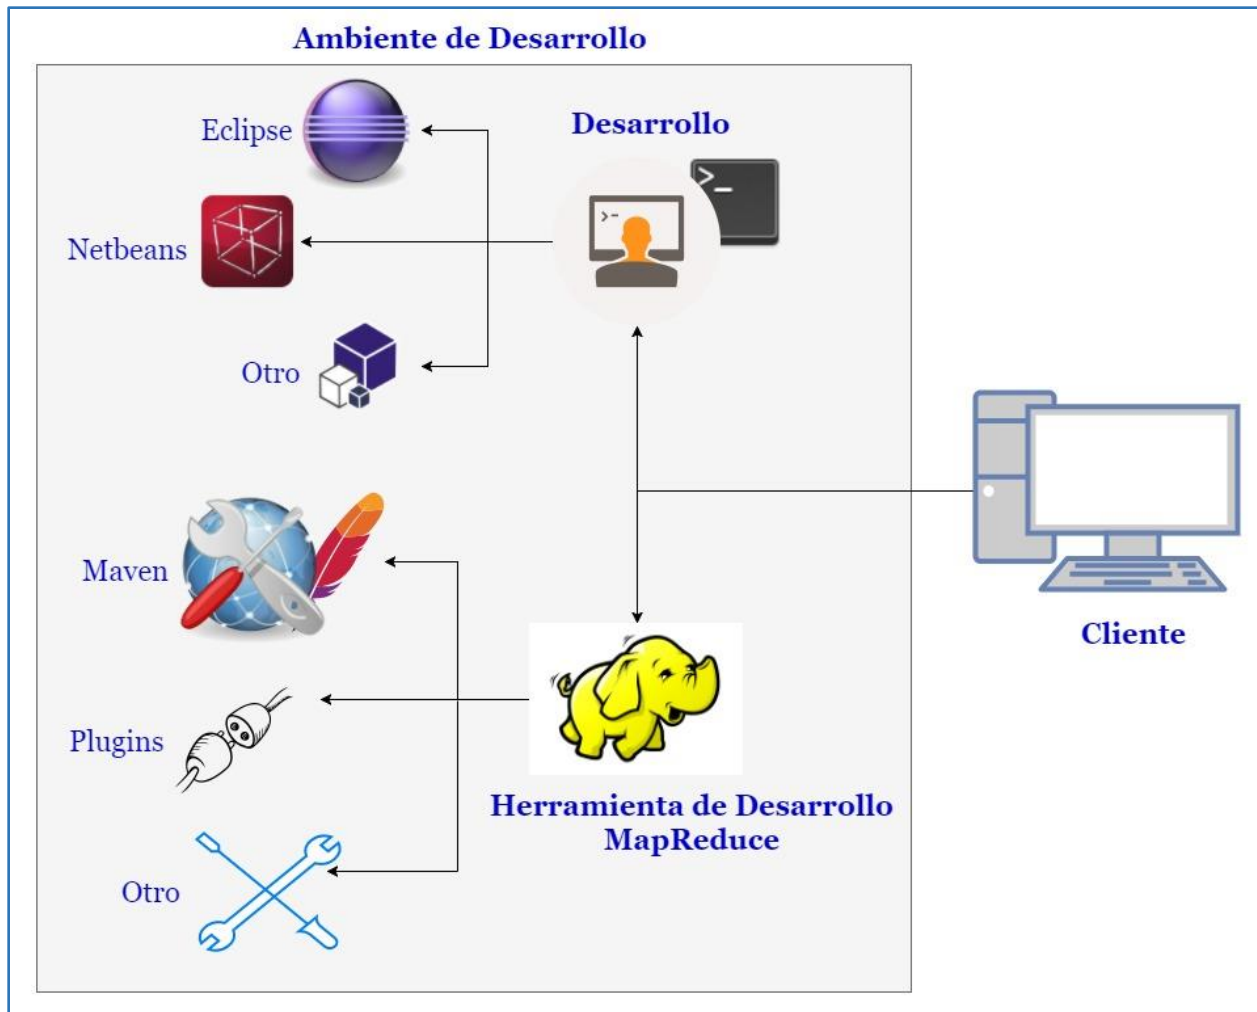 Ambiente de Desarrollo
Eclipse
Desarrollo
>_
>-
Netbeans
Otro
Maven
Cliente
Plugins
Herramienta de Desarrollo
MapReduce
Otro